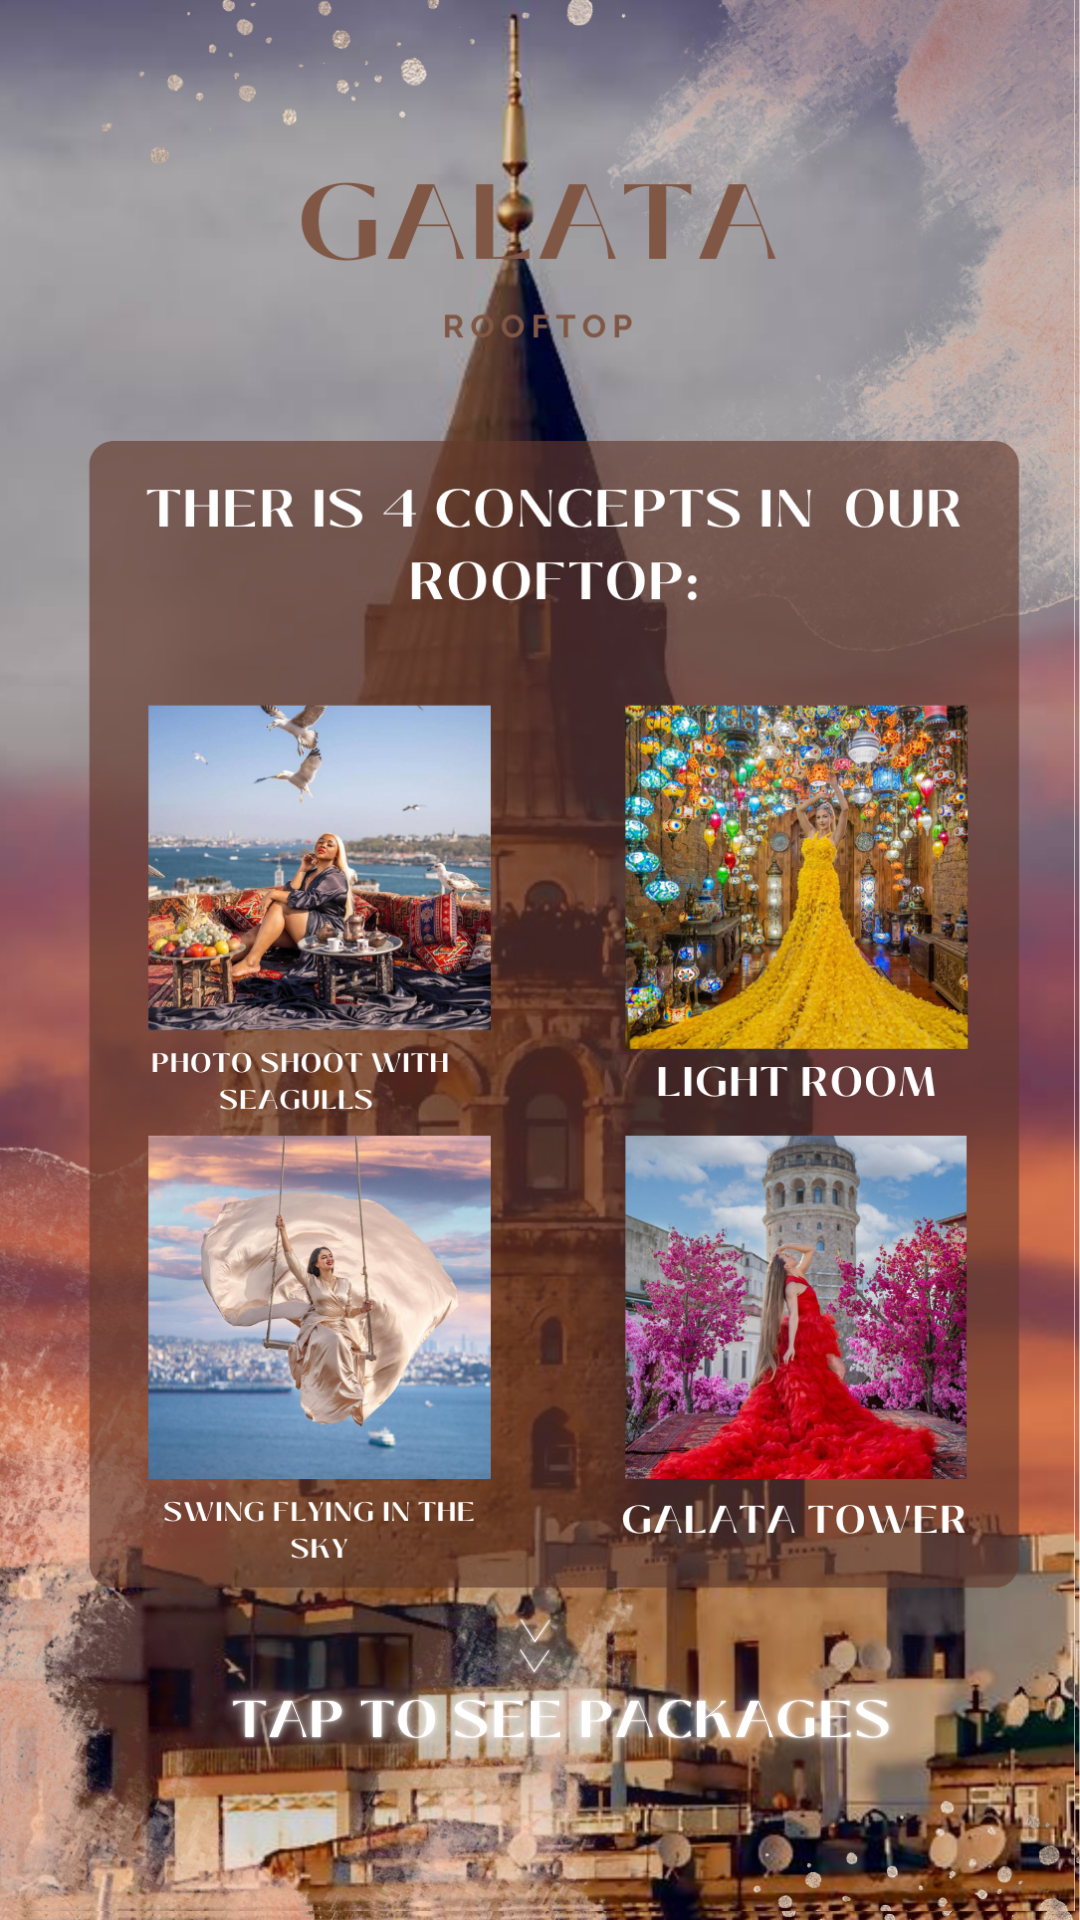 GALATA
ROOFTOP
THER IS 4 CONCEPTS IN OUR
ROOFTOP:
PHOTO SHOOT WITH
SEAGULLS
LIGHT ROOM
SWING FLYING IN THE
SKY
GALATA TOWER
TAP TO SEE PACKAGES